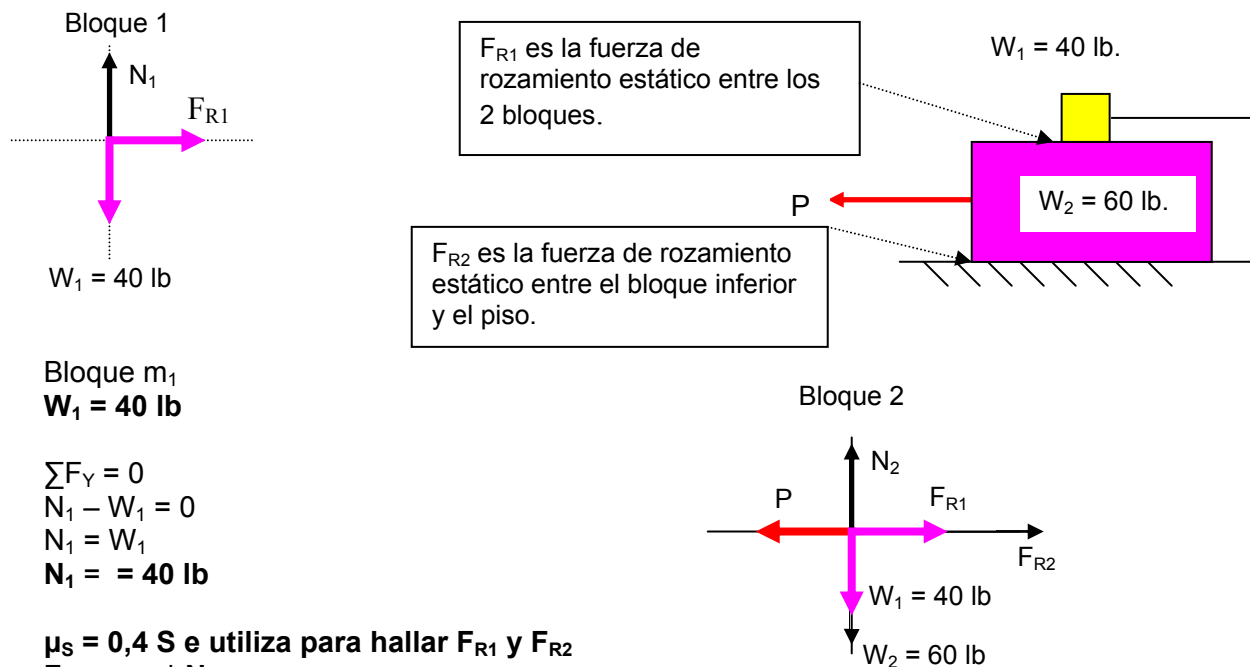 Bloque 1
N1
FR1
W1 = 40 lb
FR1 es la fuerza de
rozamiento estático entre los
2 bloques.
W1 = 40 lb.
W2 = 60 lb.
P
FR2 es la fuerza de rozamiento
estático entre el bloque inferior
y el piso.
Bloque m1
W1 = 40 lb
∑FY = 0
N1 – W1 = 0
N1 = W1
N1 = = 40 lb
μS = 0,4 S e utiliza para hallar FR1 y FR2
Bloque 2
N2
P
FR1
FR2
W1 = 40 lb
W2 = 60 lb